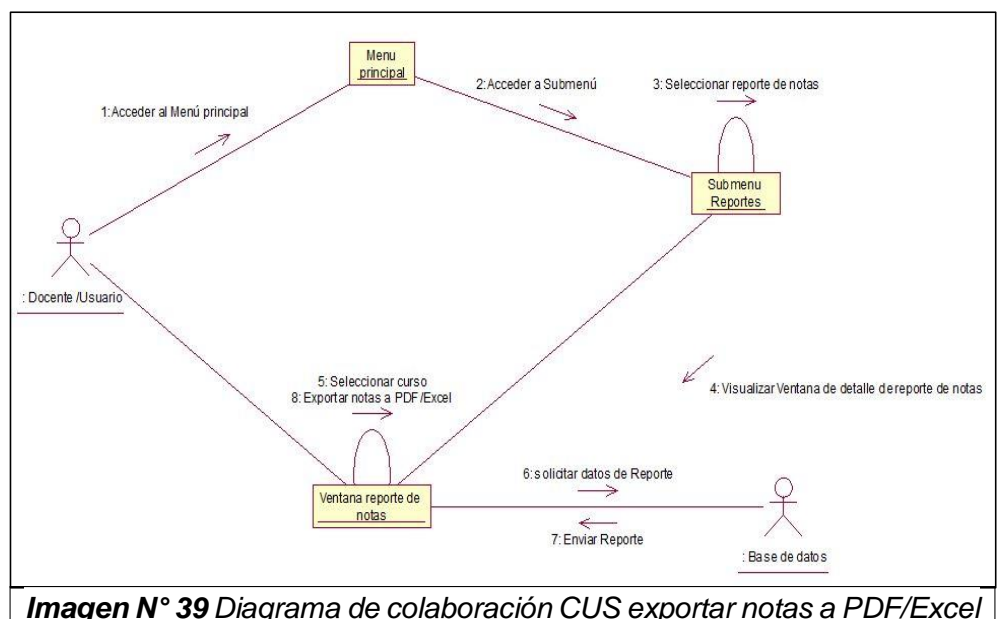 Menu
principal
2:Acceder a Submenú
3: Seleccionar reporte de notas
1:Acceder al Menú principal
Submenu
Reportes
: Docente /Usuario
5: Seleccionar curso
8: Exportar notas a PDF/Excel
4: Visualizar Ventana de detalle de reporte de notas
6:solicitar datos de Reporte
Ventana reporte de
notas
7: Enviar Reporte
: Base de datos
Imagen N° 39 Diagrama de colaboración CUS exportar notas a PDF/Excel